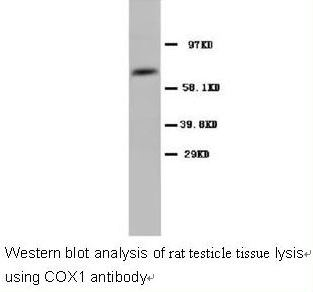 97KD
58.1KD
39.8KD
29KD
Western blot analysis of rat testicle tissue lysis↵
using COX1 antibody↵